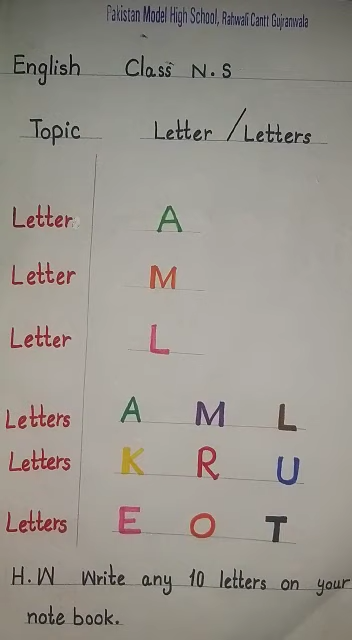 Pakistan Model High School, Rahwali Cantt Gujranwala
English Class N.S
Topic Letter / Letters
Letter A
Letter M
Letter L
Letters A M L
Letters K R U
Letters E O T
H.W Write any 10 letters on your
note book.